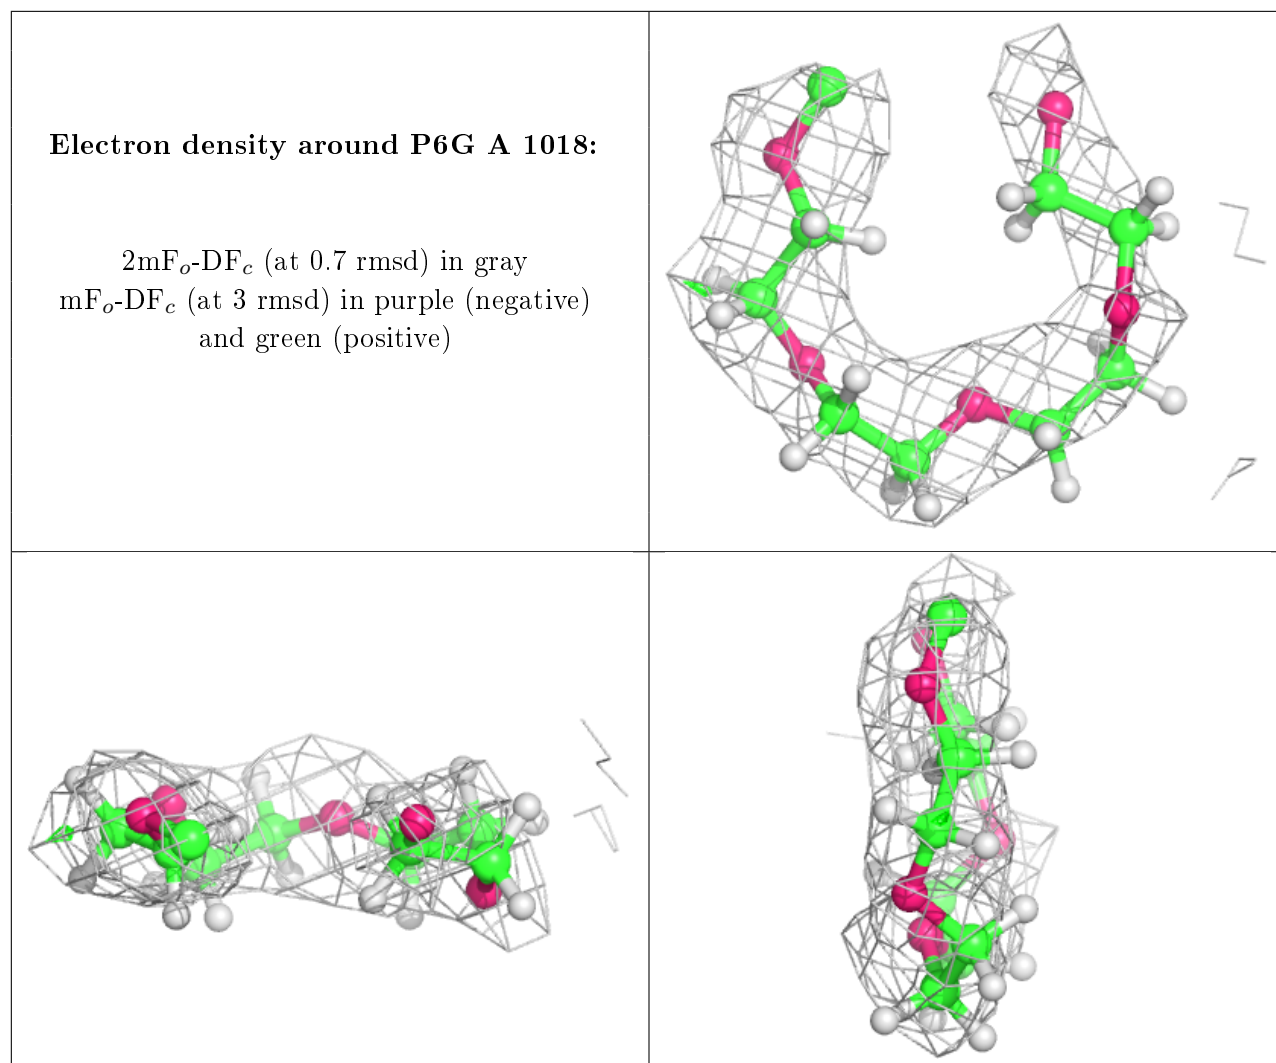 Electron density around P6G A 1018:
2mFo-DFc (at 0.7 rmsd) in gray
mFo-DFc (at 3 rmsd) in purple (negative)
and green (positive)